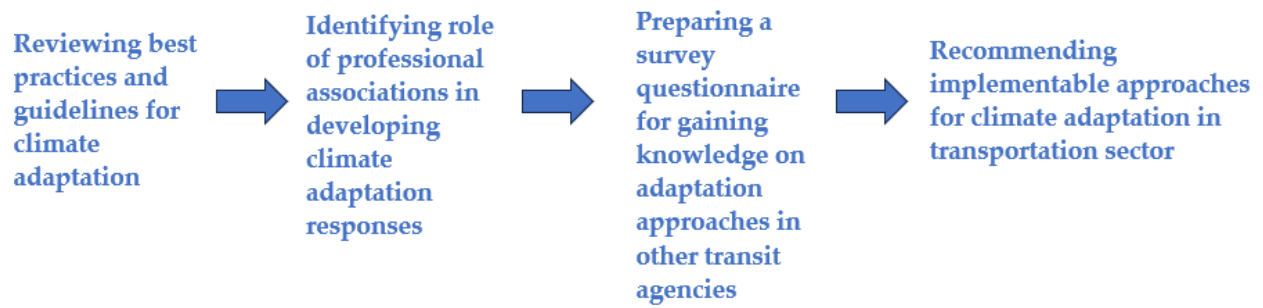 Reviewing best
practices and
guidelines for
climate
adaptation
Identifying role
of professional
associations in
developing
climate
adaptation
responses
Preparing a
survey
questionnaire
for gaining
knowledge on
adaptation
approaches in
other transit
agencies
Recommending
implementable approaches
for climate adaptation in
transportation sector